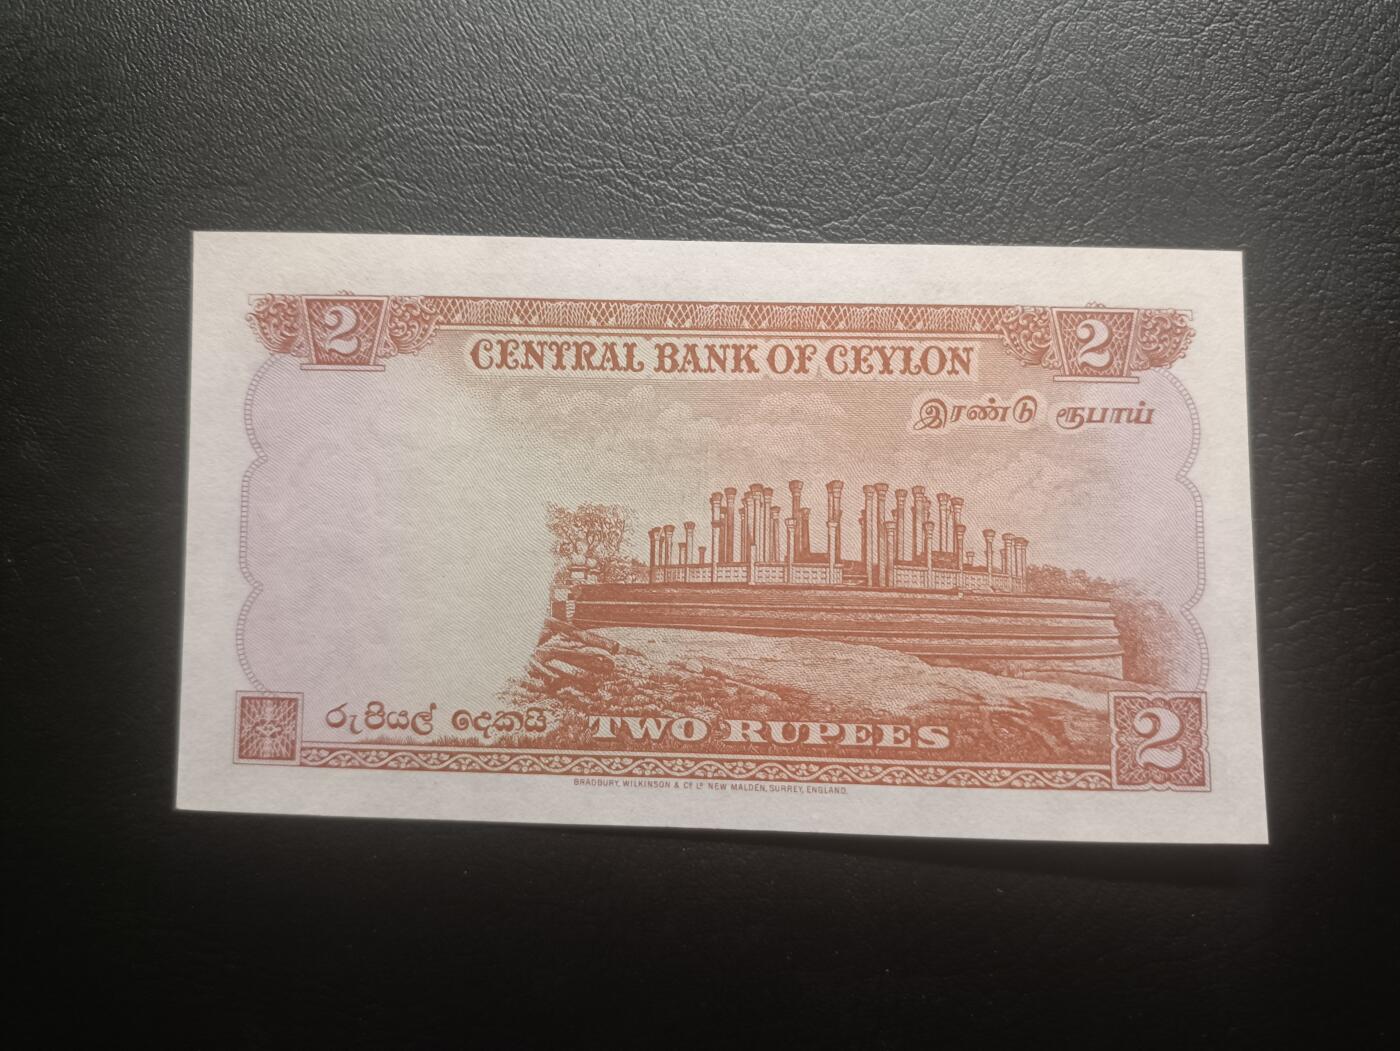 2 2
CENTRAL BANK OF CEYLON
இரண்டு ரூபாய்
රුපියල් දෙකයි TWO RUPEES 2
BRADBURY, WILKINSON & Cº Lᴰ NEW MALDEN, SURREY, ENGLAND.